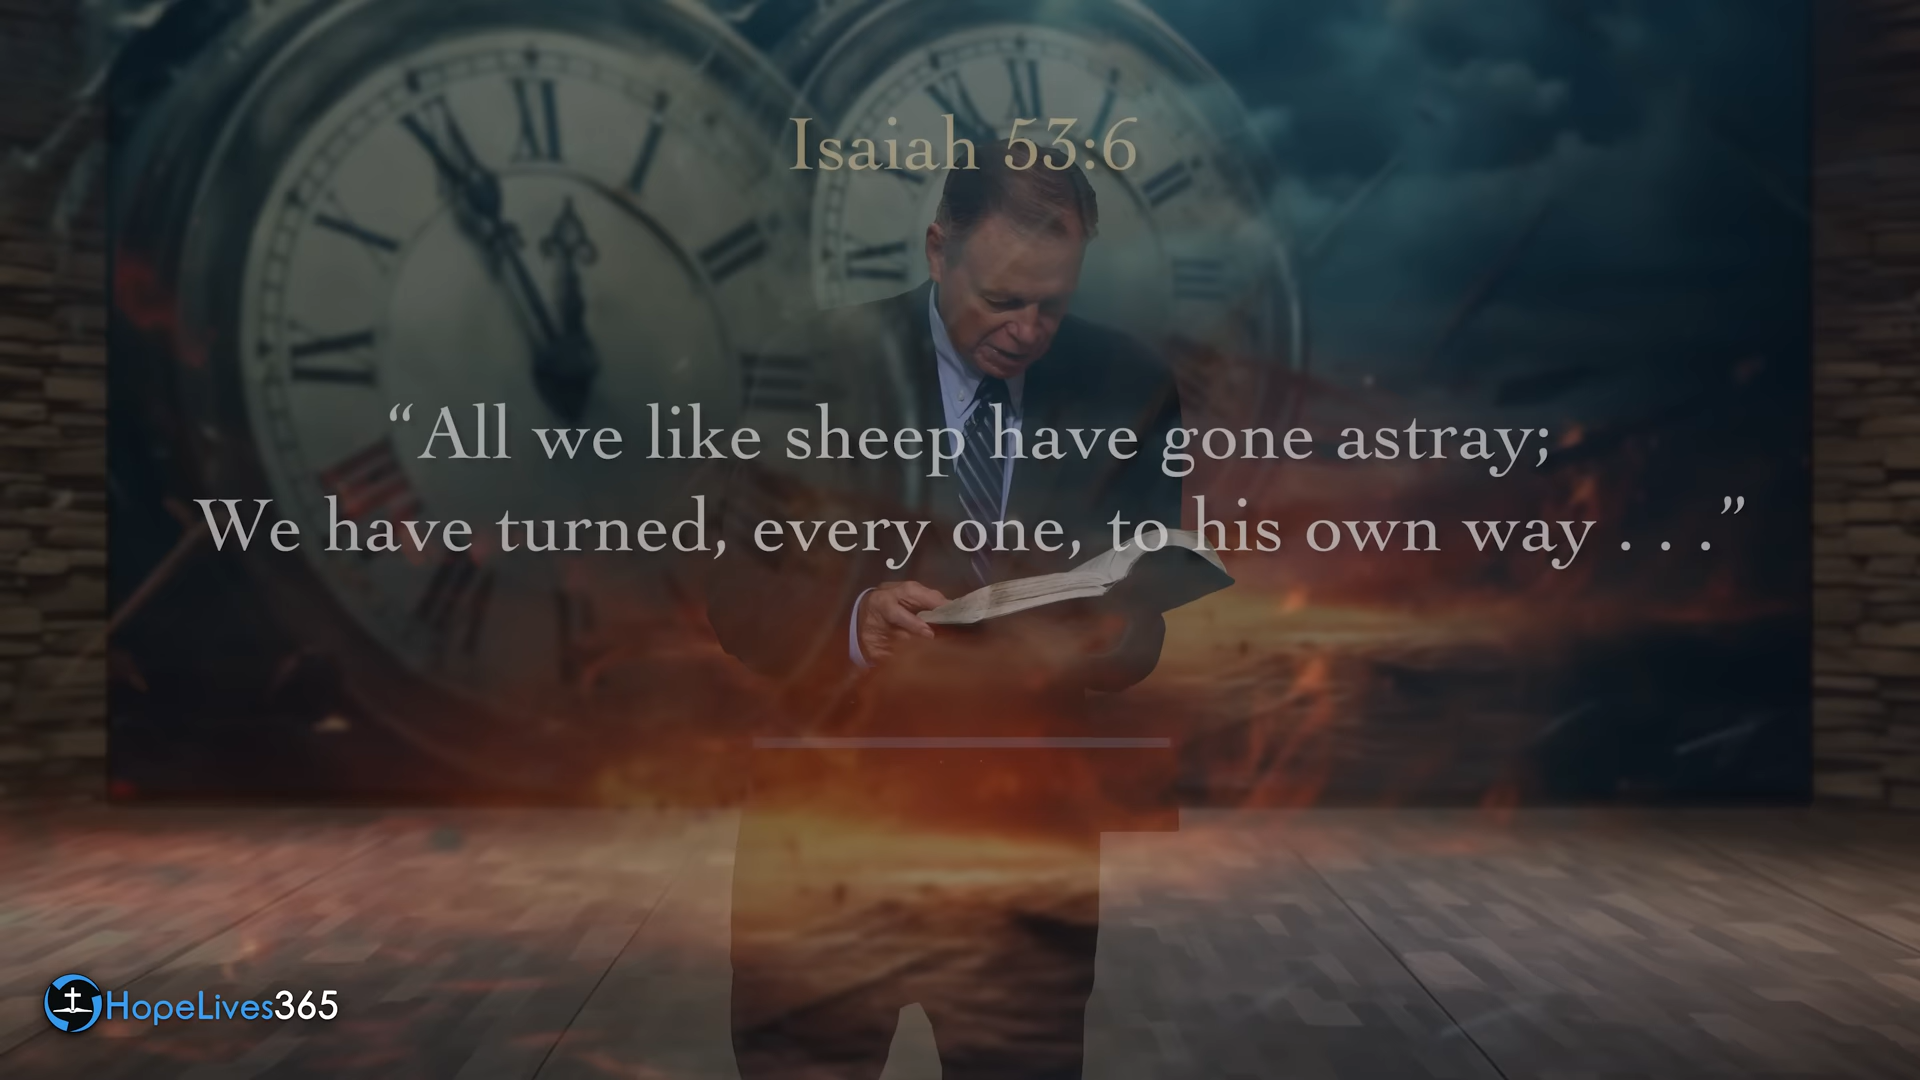 Isaiah 53:6
“All we like sheep have gone astray;
We have turned, every one, to his own way . . .”
HopeLives365